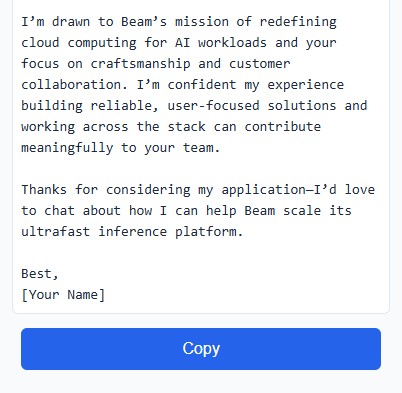 I’m drawn to Beam’s mission of redefining
cloud computing for AI workloads and your
focus on craftsmanship and customer
collaboration. I’m confident my experience
building reliable, user-focused solutions and
working across the stack can contribute
meaningfully to your team.
Thanks for considering my application—I’d love
to chat about how I can help Beam scale its
ultrafast inference platform.
Best,
[Your Name]
Copy